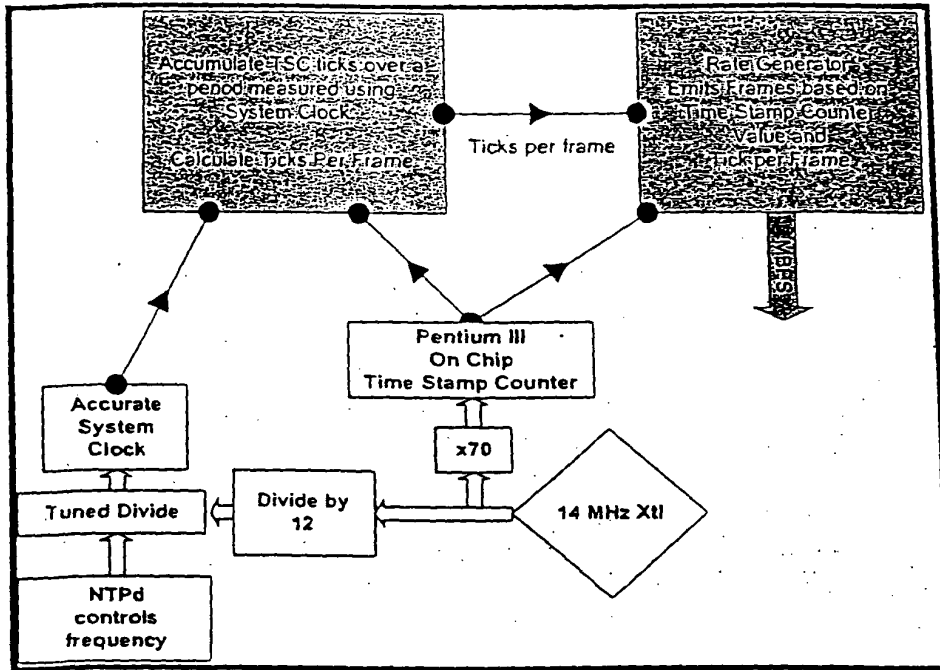 Accumulate TSC ticks over a
period measured using
System Clock
Calculate Ticks Per Frame
Ticks per frame
Rate Generator
Emits Frames based on
Time Stamp Counter
Value and
Tick per Frame
MBPS
Pentium III
On Chip
Time Stamp Counter
Accurate
System
Clock
x70
Tuned Divide
Divide by
12
14 MHz Xtl
NTPd
controls
frequency